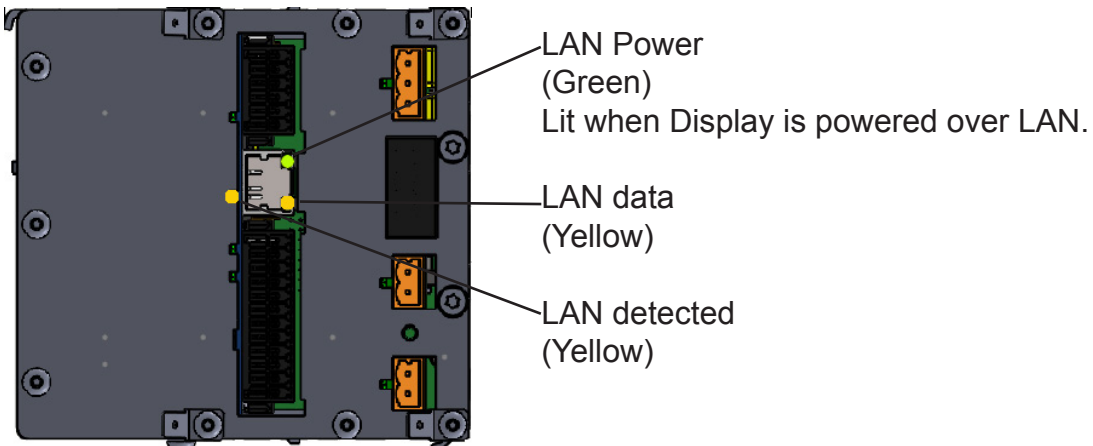 LAN Power
(Green)
Lit when Display is powered over LAN.
LAN data
(Yellow)
LAN detected
(Yellow)